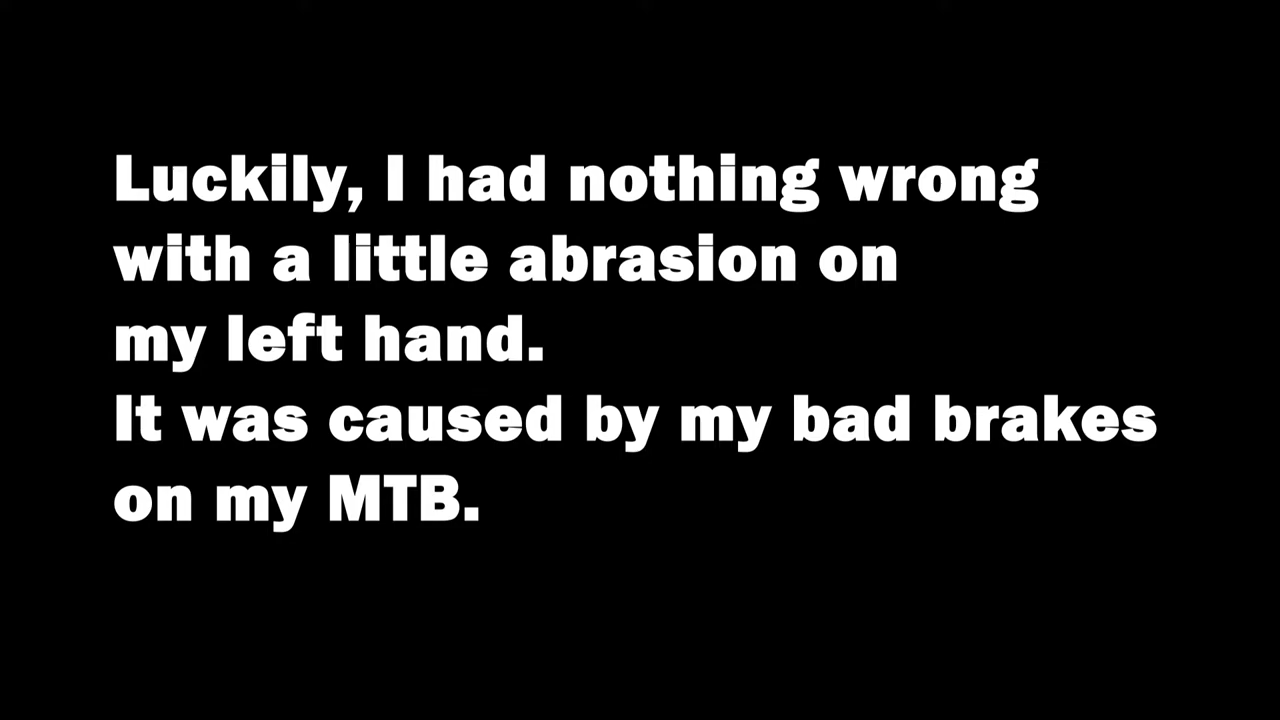 Luckily, I had nothing wrong
with a little abrasion on
my left hand.
It was caused by my bad brakes
on my MTB.